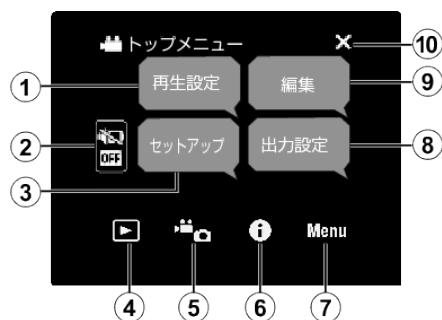 トップメニュー
⑩
① 再生設定 編集 ⑨
② OFF
セットアップ 出力設定 ⑧
③
Menu
④ ⑤ ⑥ ⑦